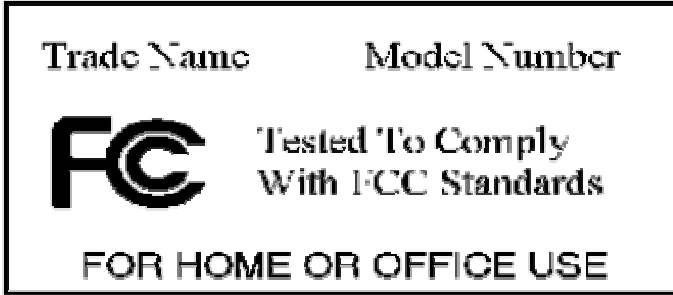 Trade Name Model Number
FC Tested To Comply
With FCC Standards
FOR HOME OR OFFICE USE